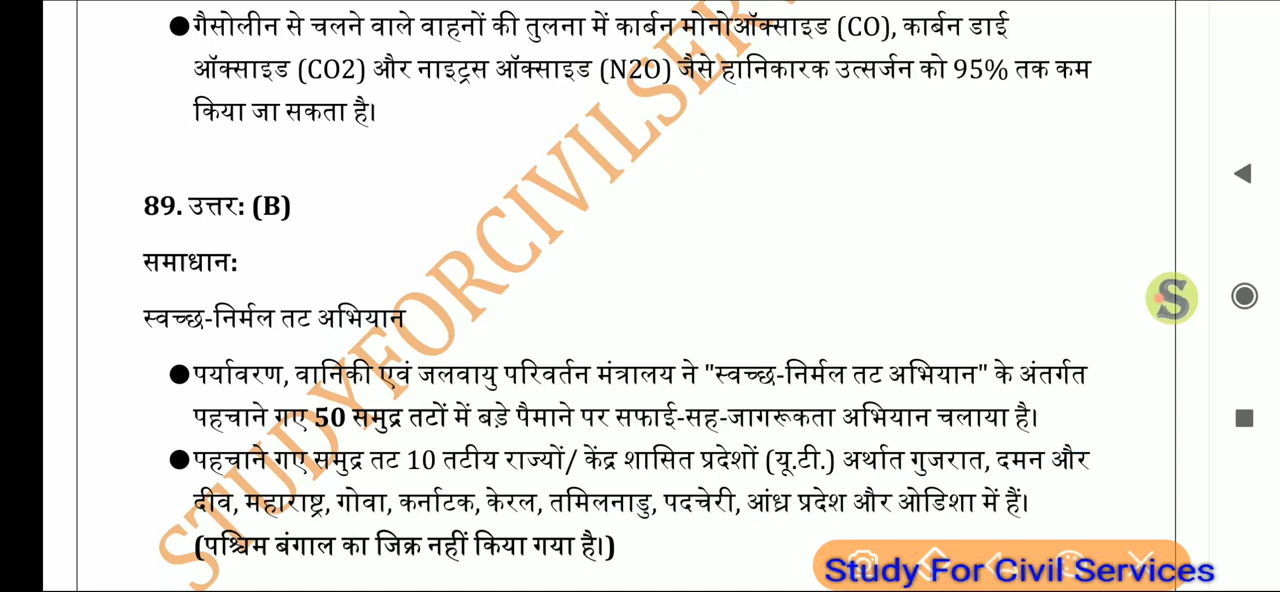 ● गैसोलीन से चलने वाले वाहनों की तुलना में कार्बन मोनोऑक्साइड (CO), कार्बन डाई
ऑक्साइड (CO2) और नाइट्रस ऑक्साइड (N2O) जैसे हानिकारक उत्सर्जन को 95% तक कम
किया जा सकता है।
89. उत्तर: (B)
समाधान:
स्वच्छ-निर्मल तट अभियान
● पर्यावरण, वानिकी एवं जलवायु परिवर्तन मंत्रालय ने "स्वच्छ-निर्मल तट अभियान" के अंतर्गत
पहचाने गए 50 समुद्र तटों में बड़े पैमाने पर सफाई-सह-जागरूकता अभियान चलाया है।
● पहचाने गए समुद्र तट 10 तटीय राज्यों/ केंद्र शासित प्रदेशों (यू.टी.) अर्थात गुजरात, दमन और
दीव, महाराष्ट्र, गोवा, कर्नाटक, केरल, तमिलनाडु, पदचेरी, आंध्र प्रदेश और ओडिशा में हैं।
(पश्चिम बंगाल का जिक्र नहीं किया गया है।)
STUDYFORCIVILSER
S
Study For Civil Services